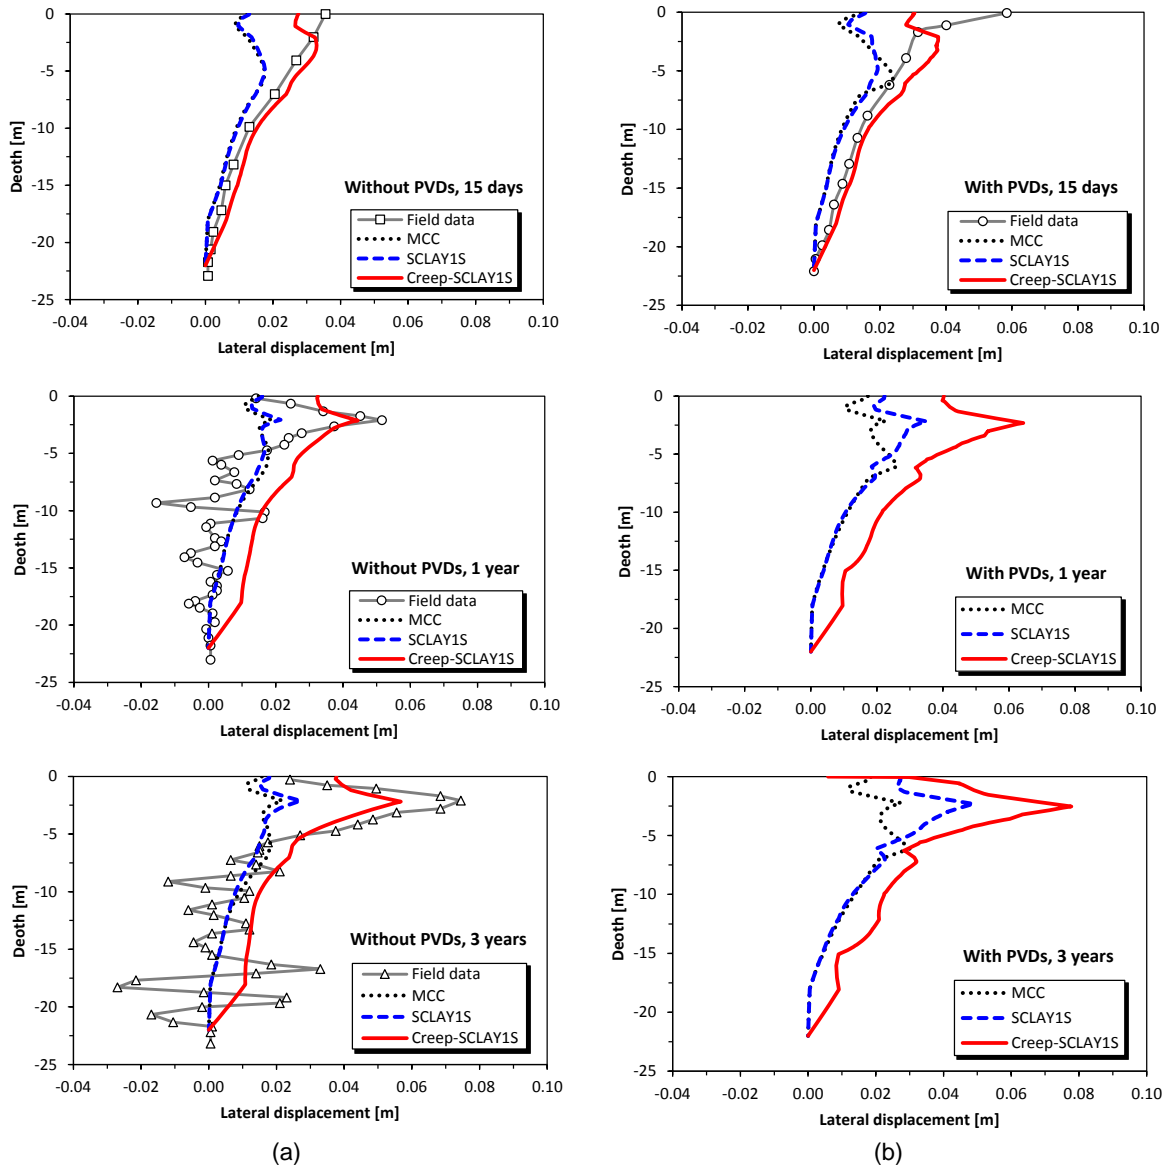 0
-5
-10
-15
-20
-25
-0.04 -0.02 0.00 0.02 0.04 0.06 0.08 0.10
Deoth [m]
Lateral displacement [m]
Without PVDs, 15 days
Field data
MCC
SCLAY1S
Creep-SCLAY1S
0
-5
-10
-15
-20
-25
-0.04 -0.02 0.00 0.02 0.04 0.06 0.08 0.10
Deoth [m]
Lateral displacement [m]
With PVDs, 15 days
Field data
MCC
SCLAY1S
Creep-SCLAY1S
0
-5
-10
-15
-20
-25
-0.04 -0.02 0.00 0.02 0.04 0.06 0.08 0.10
Deoth [m]
Lateral displacement [m]
Without PVDs, 1 year
Field data
MCC
SCLAY1S
Creep-SCLAY1S
0
-5
-10
-15
-20
-25
-0.04 -0.02 0.00 0.02 0.04 0.06 0.08 0.10
Deoth [m]
Lateral displacement [m]
With PVDs, 1 year
MCC
SCLAY1S
Creep-SCLAY1S
0
-5
-10
-15
-20
-25
-0.04 -0.02 0.00 0.02 0.04 0.06 0.08 0.10
Deoth [m]
Lateral displacement [m]
Without PVDs, 3 years
Field data
MCC
SCLAY1S
Creep-SCLAY1S
0
-5
-10
-15
-20
-25
-0.04 -0.02 0.00 0.02 0.04 0.06 0.08 0.10
Deoth [m]
Lateral displacement [m]
With PVDs, 3 years
MCC
SCLAY1S
Creep-SCLAY1S
(a)
(b)